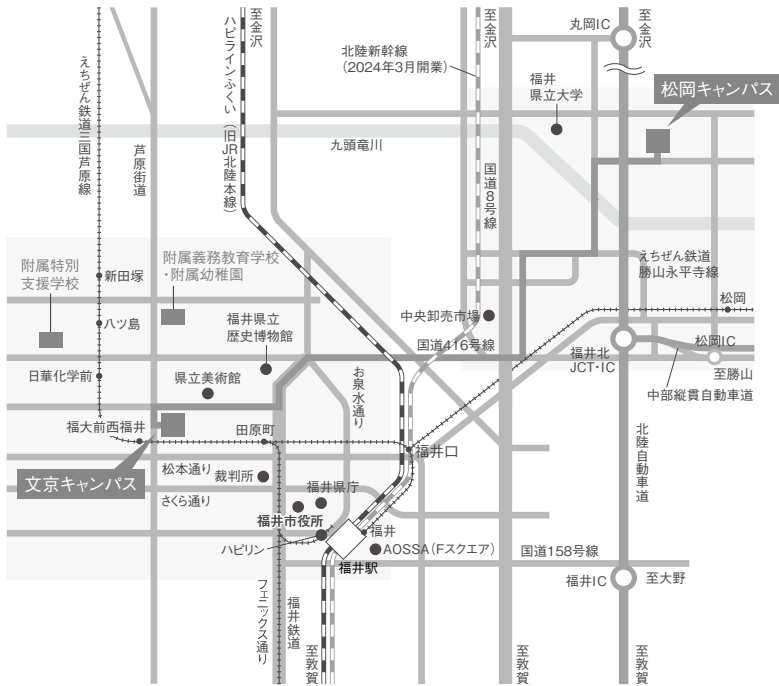 至金沢
至金沢
丸岡IC
至金沢
えちぜん鉄道三国芦原線
芦原街道
ハピラインふくい（旧JR北陸本線）
北陸新幹線
（2024年3月開業）
福井
県立大学
松岡キャンパス
九頭竜川
国道8号線
附属特別
支援学校
附属義務教育学校
・附属幼稚園
新田塚
えちぜん鉄道
勝山永平寺線
松岡
八ツ島
福井県立
歴史博物館
中央卸売市場
国道416号線
福井北
JCT・IC
松岡IC
至勝山
中部縦貫自動車道
日華化学前
県立美術館
お泉水通り
福大前西福井
田原町
福井口
北陸自動車道
文京キャンパス
松本通り
裁判所
さくら通り
福井県庁
福井市役所
ハピリン
福井
福井駅
AOSSA（Fスクエア）
国道158号線
福井IC
至大野
フェニックス通り
福井鉄道
至敦賀
至敦賀
至敦賀